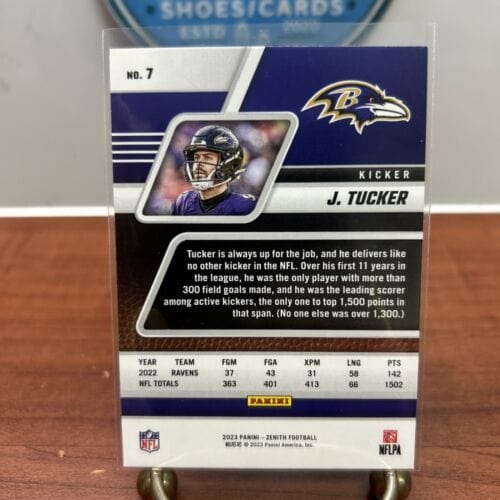 SHOES/CARDS
ESTD
NO. 7
B
KICKER
J. TUCKER
Tucker is always up for the job, and he delivers like
no other kicker in the NFL. Over his first 11 years in
the league, he was the only player with more than
300 field goals made, and he was the leading scorer
among active kickers, the only one to top 1,500 points in
that span. (No one else was over 1,300.)
YEAR TEAM FGM FGA XPM LNG PTS
2022 RAVENS 37 43 31 58 142
NFL TOTALS 363 401 413 66 1502
PANINI
NFL
2023 PANINI – ZENITH FOOTBALL
© 2023 Panini America, Inc.
NFLPA